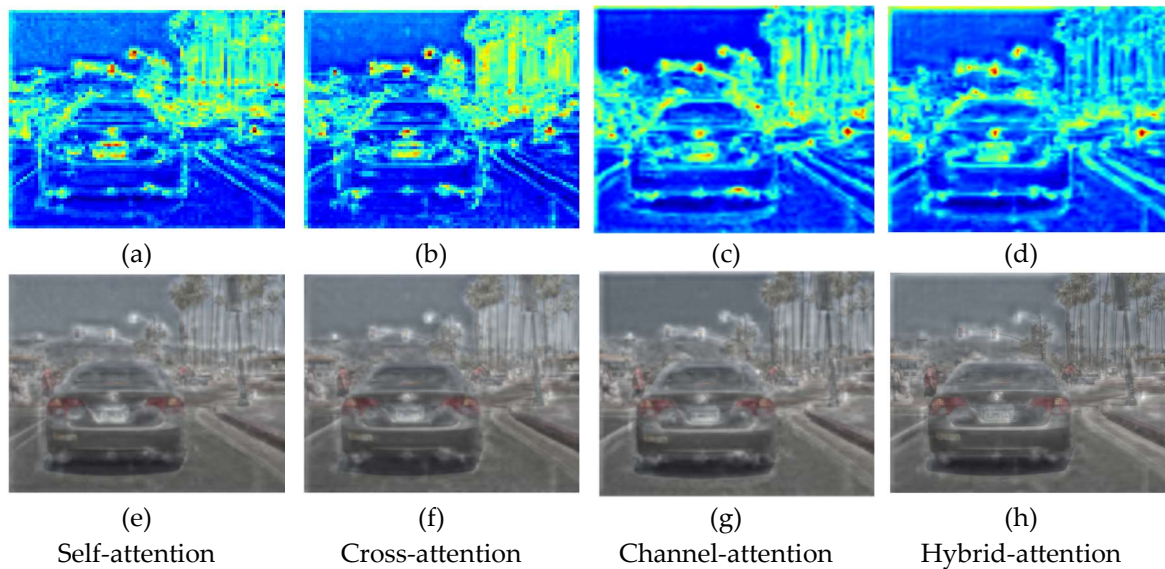 (a) (b) (c) (d)
(e) (f) (g) (h)
Self-attention Cross-attention Channel-attention Hybrid-attention